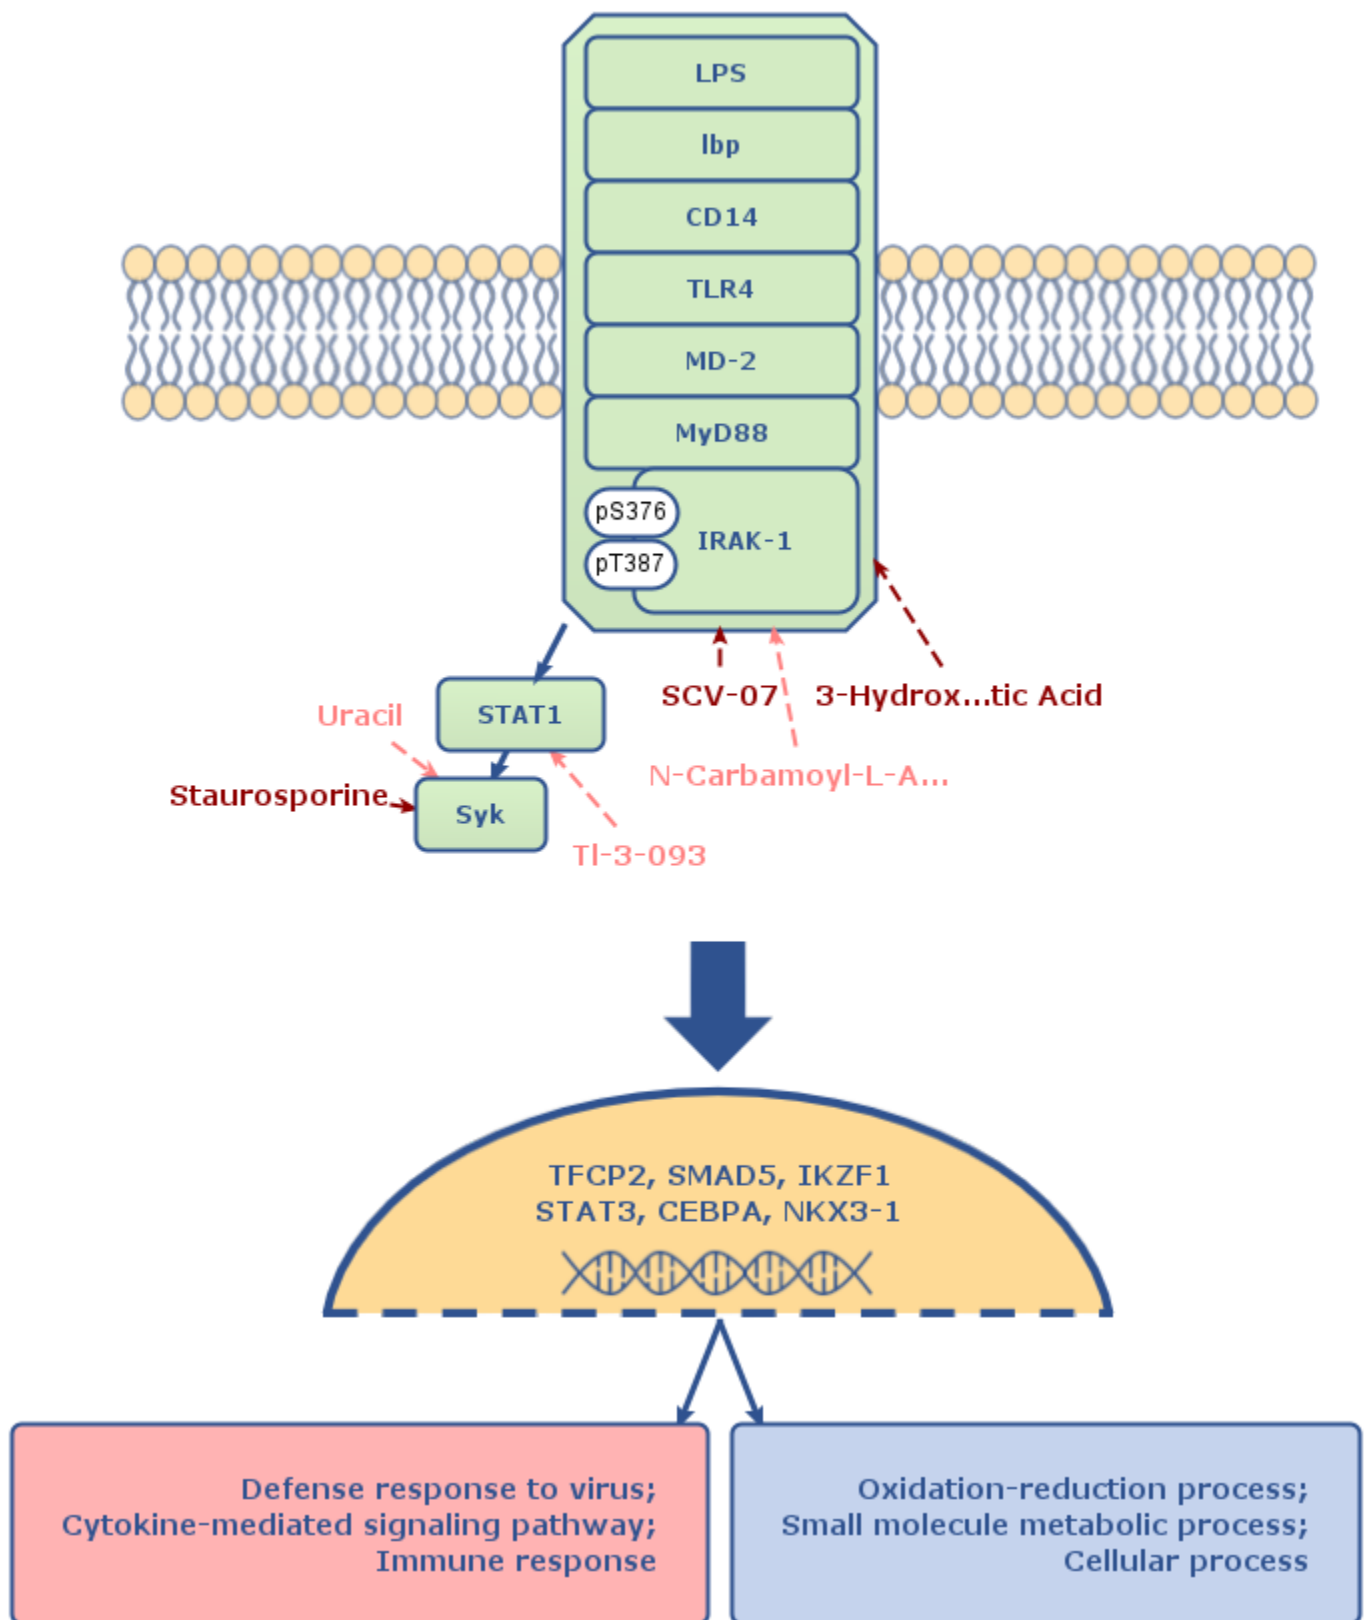 LPS
lbp
CD14
TLR4
MD-2
MyD88
pS376
IRAK-1
pT387
SCV-07
3-Hydrox...tic Acid
STAT1
Uracil
N-Carbamoyl-L-A...
Staurosporine
Syk
Tl-3-093
TFCP2, SMAD5, IKZF1
STAT3, CEBPA, NKX3-1
Defense response to virus;
Cytokine-mediated signaling pathway;
Immune response
Oxidation-reduction process;
Small molecule metabolic process;
Cellular process